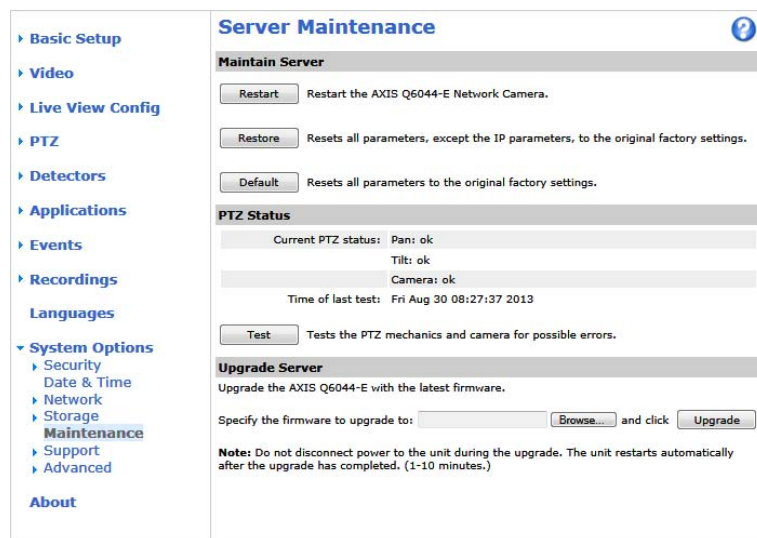 Basic Setup
Video
Live View Config
PTZ
Detectors
Applications
Events
Recordings
Languages
System Options
Security
Date & Time
Network
Storage
Maintenance
Support
Advanced
About
Server Maintenance
?
Maintain Server
Restart Restart the AXIS Q6044-E Network Camera.
Restore Resets all parameters, except the IP parameters, to the original factory settings.
Default Resets all parameters to the original factory settings.
PTZ Status
Current PTZ status: Pan: ok
Tilt: ok
Camera: ok
Time of last test: Fri Aug 30 08:27:37 2013
Test Tests the PTZ mechanics and camera for possible errors.
Upgrade Server
Upgrade the AXIS Q6044-E with the latest firmware.
Specify the firmware to upgrade to: Browse... and click Upgrade
Note: Do not disconnect power to the unit during the upgrade. The unit restarts automatically
after the upgrade has completed. (1-10 minutes.)